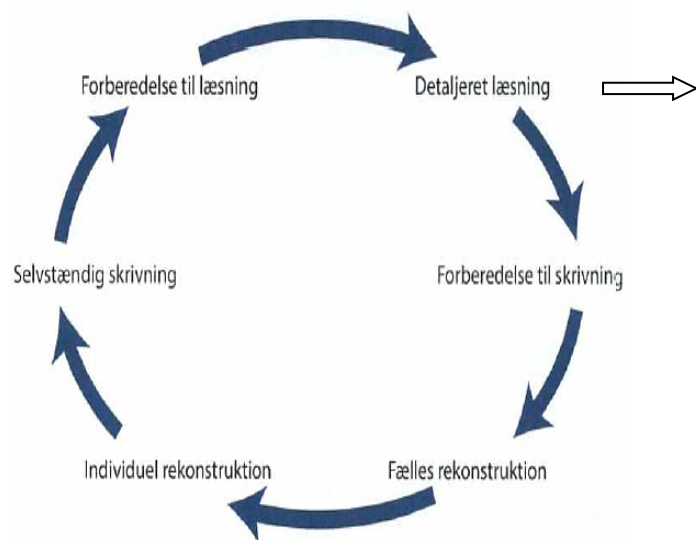 Forberedelse til læsning
Detaljeret læsning
Forberedelse til skrivning
Fælles rekonstruktion
Individuel rekonstruktion
Selvstændig skrivning